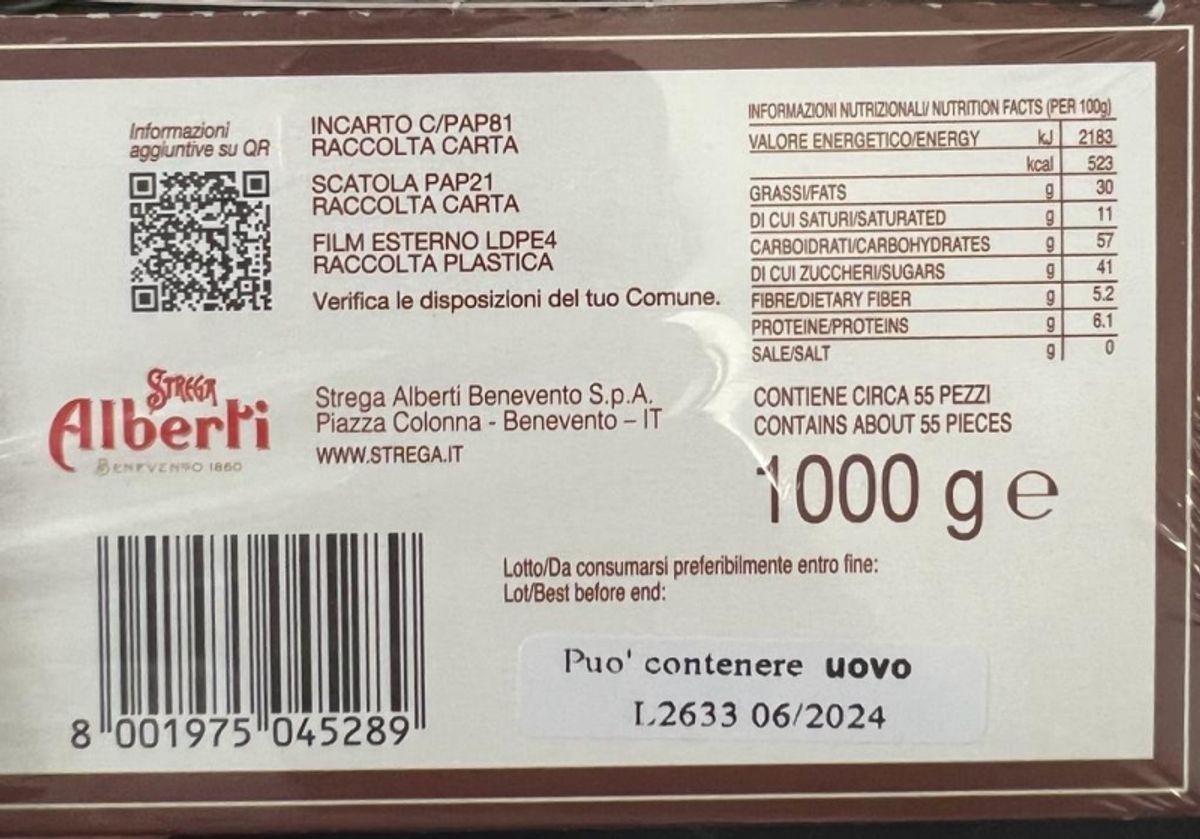 Informazioni
aggiuntive su QR
INCARTO C/PAP81
RACCOLTA CARTA
SCATOLA PAP21
RACCOLTA CARTA
FILM ESTERNO LDPE4
RACCOLTA PLASTICA
Verifica le disposizioni del tuo Comune.
INFORMAZIONI NUTRIZIONALI/ NUTRITION FACTS (PER 100g)
VALORE ENERGETICO/ENERGY kJ 2183
kcal 523
GRASSI/FATS g 30
DI CUI SATURI/SATURATED g 11
CARBOIDRATI/CARBOHYDRATES g 57
DI CUI ZUCCHERI/SUGARS g 41
FIBRE/DIETARY FIBER g 5.2
PROTEINE/PROTEINS g 6.1
SALE/SALT g 0
STREGA
Alberti
BENEVENTO 1860
Strega Alberti Benevento S.p.A.
Piazza Colonna - Benevento – IT
WWW.STREGA.IT
CONTIENE CIRCA 55 PEZZI
CONTAINS ABOUT 55 PIECES
1000 g e
Lotto/Da consumarsi preferibilmente entro fine:
Lot/Best before end:
Puo' contenere uovo
L2633 06/2024
8 001975 045289